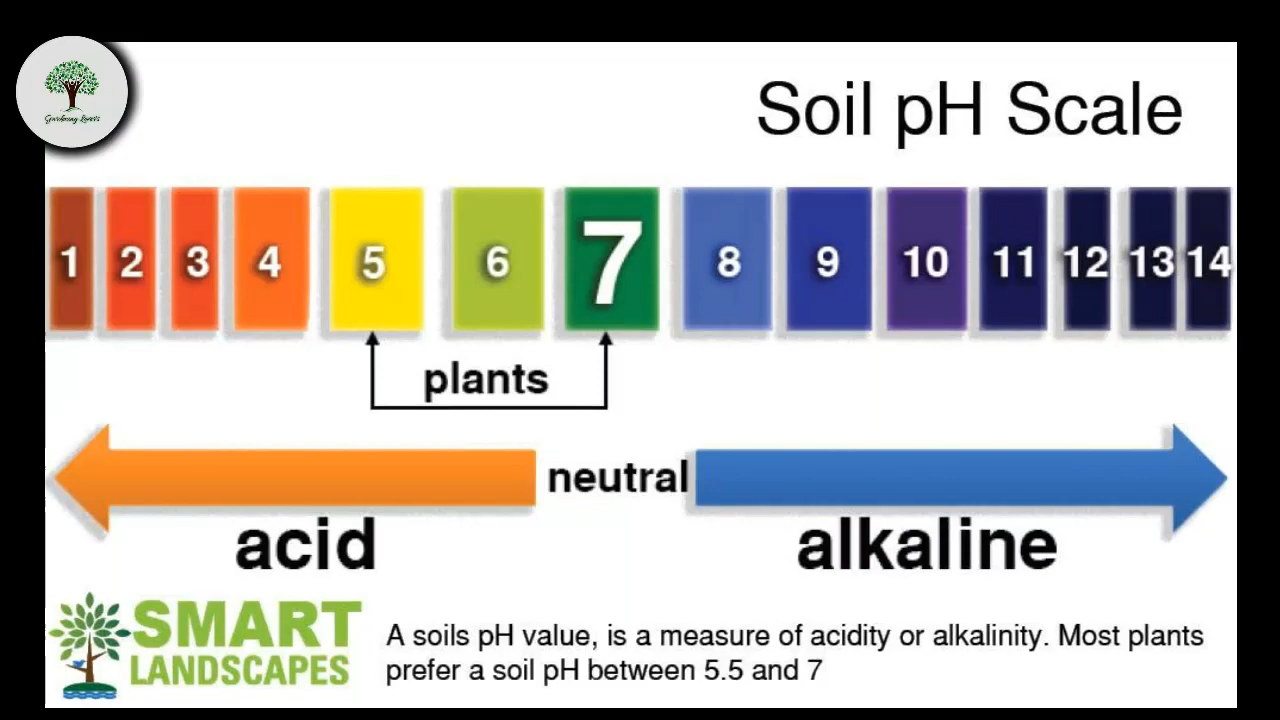 Gardening Lovers
Soil pH Scale
1 2 3 4 5 6 7 8 9 10 11 12 13 14
plants
neutral
acid
alkaline
SMART
LANDSCAPES
A soils pH value, is a measure of acidity or alkalinity. Most plants
prefer a soil pH between 5.5 and 7